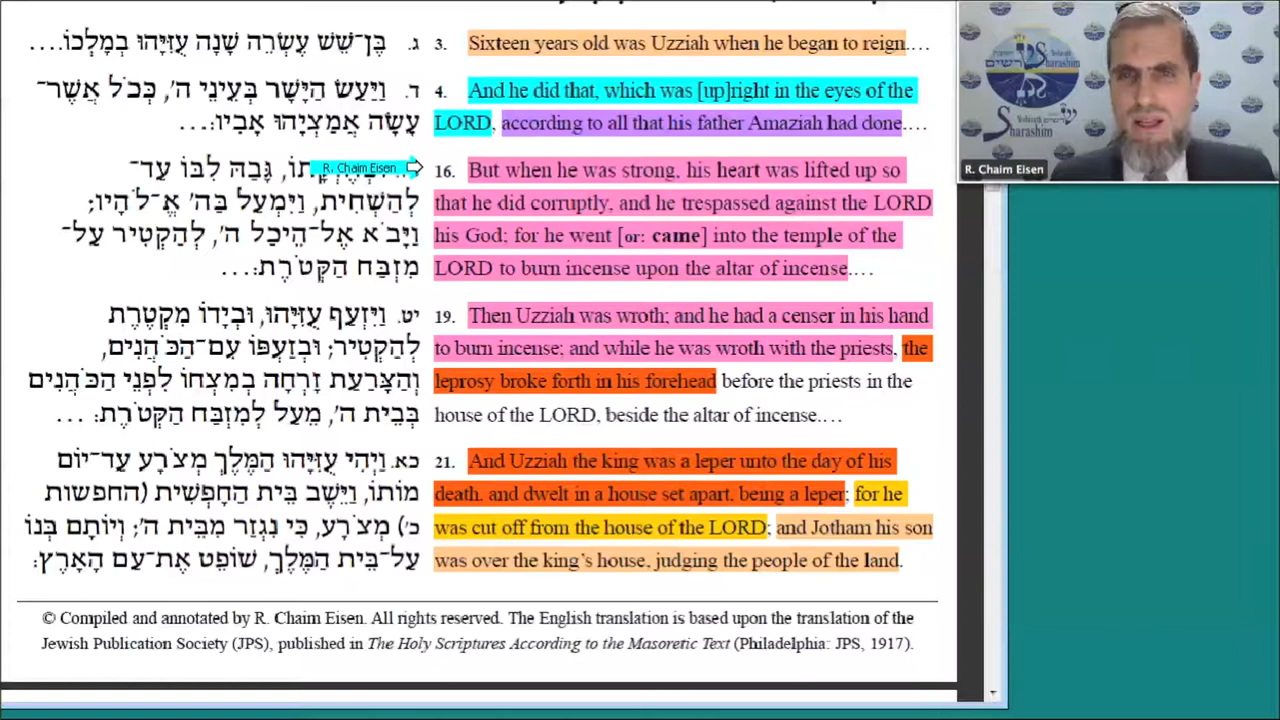 ג. בֶּן־שֵׁשׁ עֶשְׂרֵה שָׁנָה עֻזִּיָּהוּ בְמָלְכוֹ....
3. Sixteen years old was Uzziah when he began to reign....
ד. וַיַּעַשׂ הַיָּשָׁר בְּעֵינֵי ה', כְּכֹל אֲשֶׁר־
עָשָׂה אֲמַצְיָהוּ אָבִיו:...
4. And he did that, which was [up]right in the eyes of the
LORD, according to all that his father Amaziah had done....
גָּבַהּ לִבּוֹ עַד־
לְהַשְׁחִית, וַיִּמְעַל בַּה' אֱ־לֹהָיו;
וַיָּבֹא אֶל־הֵיכַל ה', לְהַקְטִיר עַל־
מִזְבַּח הַקְּטֹרֶת:...
R. Chaim Eisen
16. But when he was strong, his heart was lifted up so
that he did corruptly, and he trespassed against the LORD
his God; for he went [or: came] into the temple of the
LORD to burn incense upon the altar of incense....
יט. וַיִּזְעַף עֻזִּיָּהוּ, וּבְיָדוֹ מִקְטֶרֶת
לְהַקְטִיר; וּבְזַעְפּוֹ עִם־הַכֹּהֲנִים,
וְהַצָּרַעַת זָרְחָה בְמִצְחוֹ לִפְנֵי הַכֹּהֲנִים
בְּבֵית ה', מֵעַל לְמִזְבַּח הַקְּטֹרֶת: ...
19. Then Uzziah was wroth; and he had a censer in his hand
to burn incense; and while he was wroth with the priests, the
leprosy broke forth in his forehead before the priests in the
house of the LORD, beside the altar of incense....
כא. וַיְהִי עֻזִּיָּהוּ הַמֶּלֶךְ מְצֹרָע עַד־יוֹם
מוֹתוֹ, וַיֵּשֶׁב בֵּית הַחָפְשִׁית (החפשות
כ') מְצֹרָע, כִּי נִגְזַר מִבֵּית ה'; וְיוֹתָם בְּנוֹ
עַל־בֵּית הַמֶּלֶךְ, שׁוֹפֵט אֶת־עַם הָאָרֶץ:
21. And Uzziah the king was a leper unto the day of his
death, and dwelt in a house set apart, being a leper; for he
was cut off from the house of the LORD; and Jotham his son
was over the king's house, judging the people of the land.
© Compiled and annotated by R. Chaim Eisen. All rights reserved. The English translation is based upon the translation of the
Jewish Publication Society (JPS), published in The Holy Scriptures According to the Masoretic Text (Philadelphia: JPS, 1917).
Yeshivath
Sharashim
שרשים
Yeshivath
Sharashim
R. Chaim Eisen